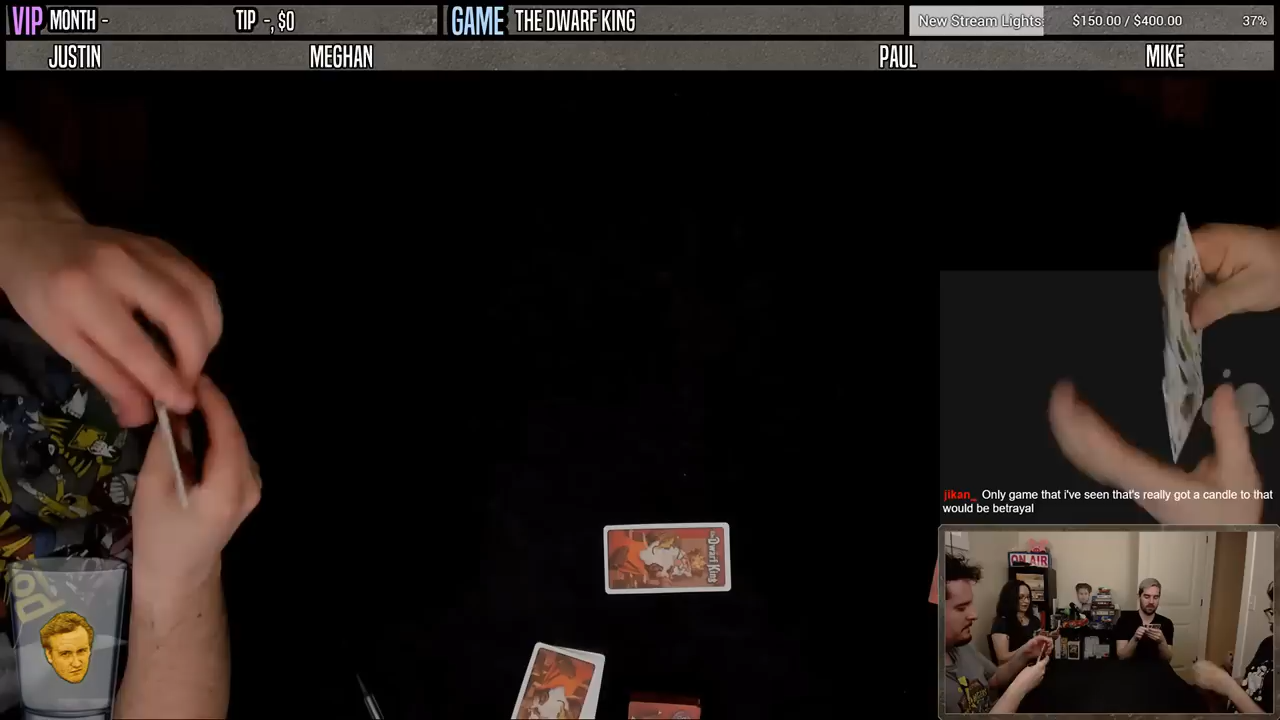 VIP MONTH - TIP -, $0 GAME THE DWARF KING New Stream Lights: $150.00 / $400.00 37%
JUSTIN MEGHAN PAUL MIKE
jikan_ Only game that i've seen that's really got a candle to that
would be betrayal
ON AIR
DWARF KING